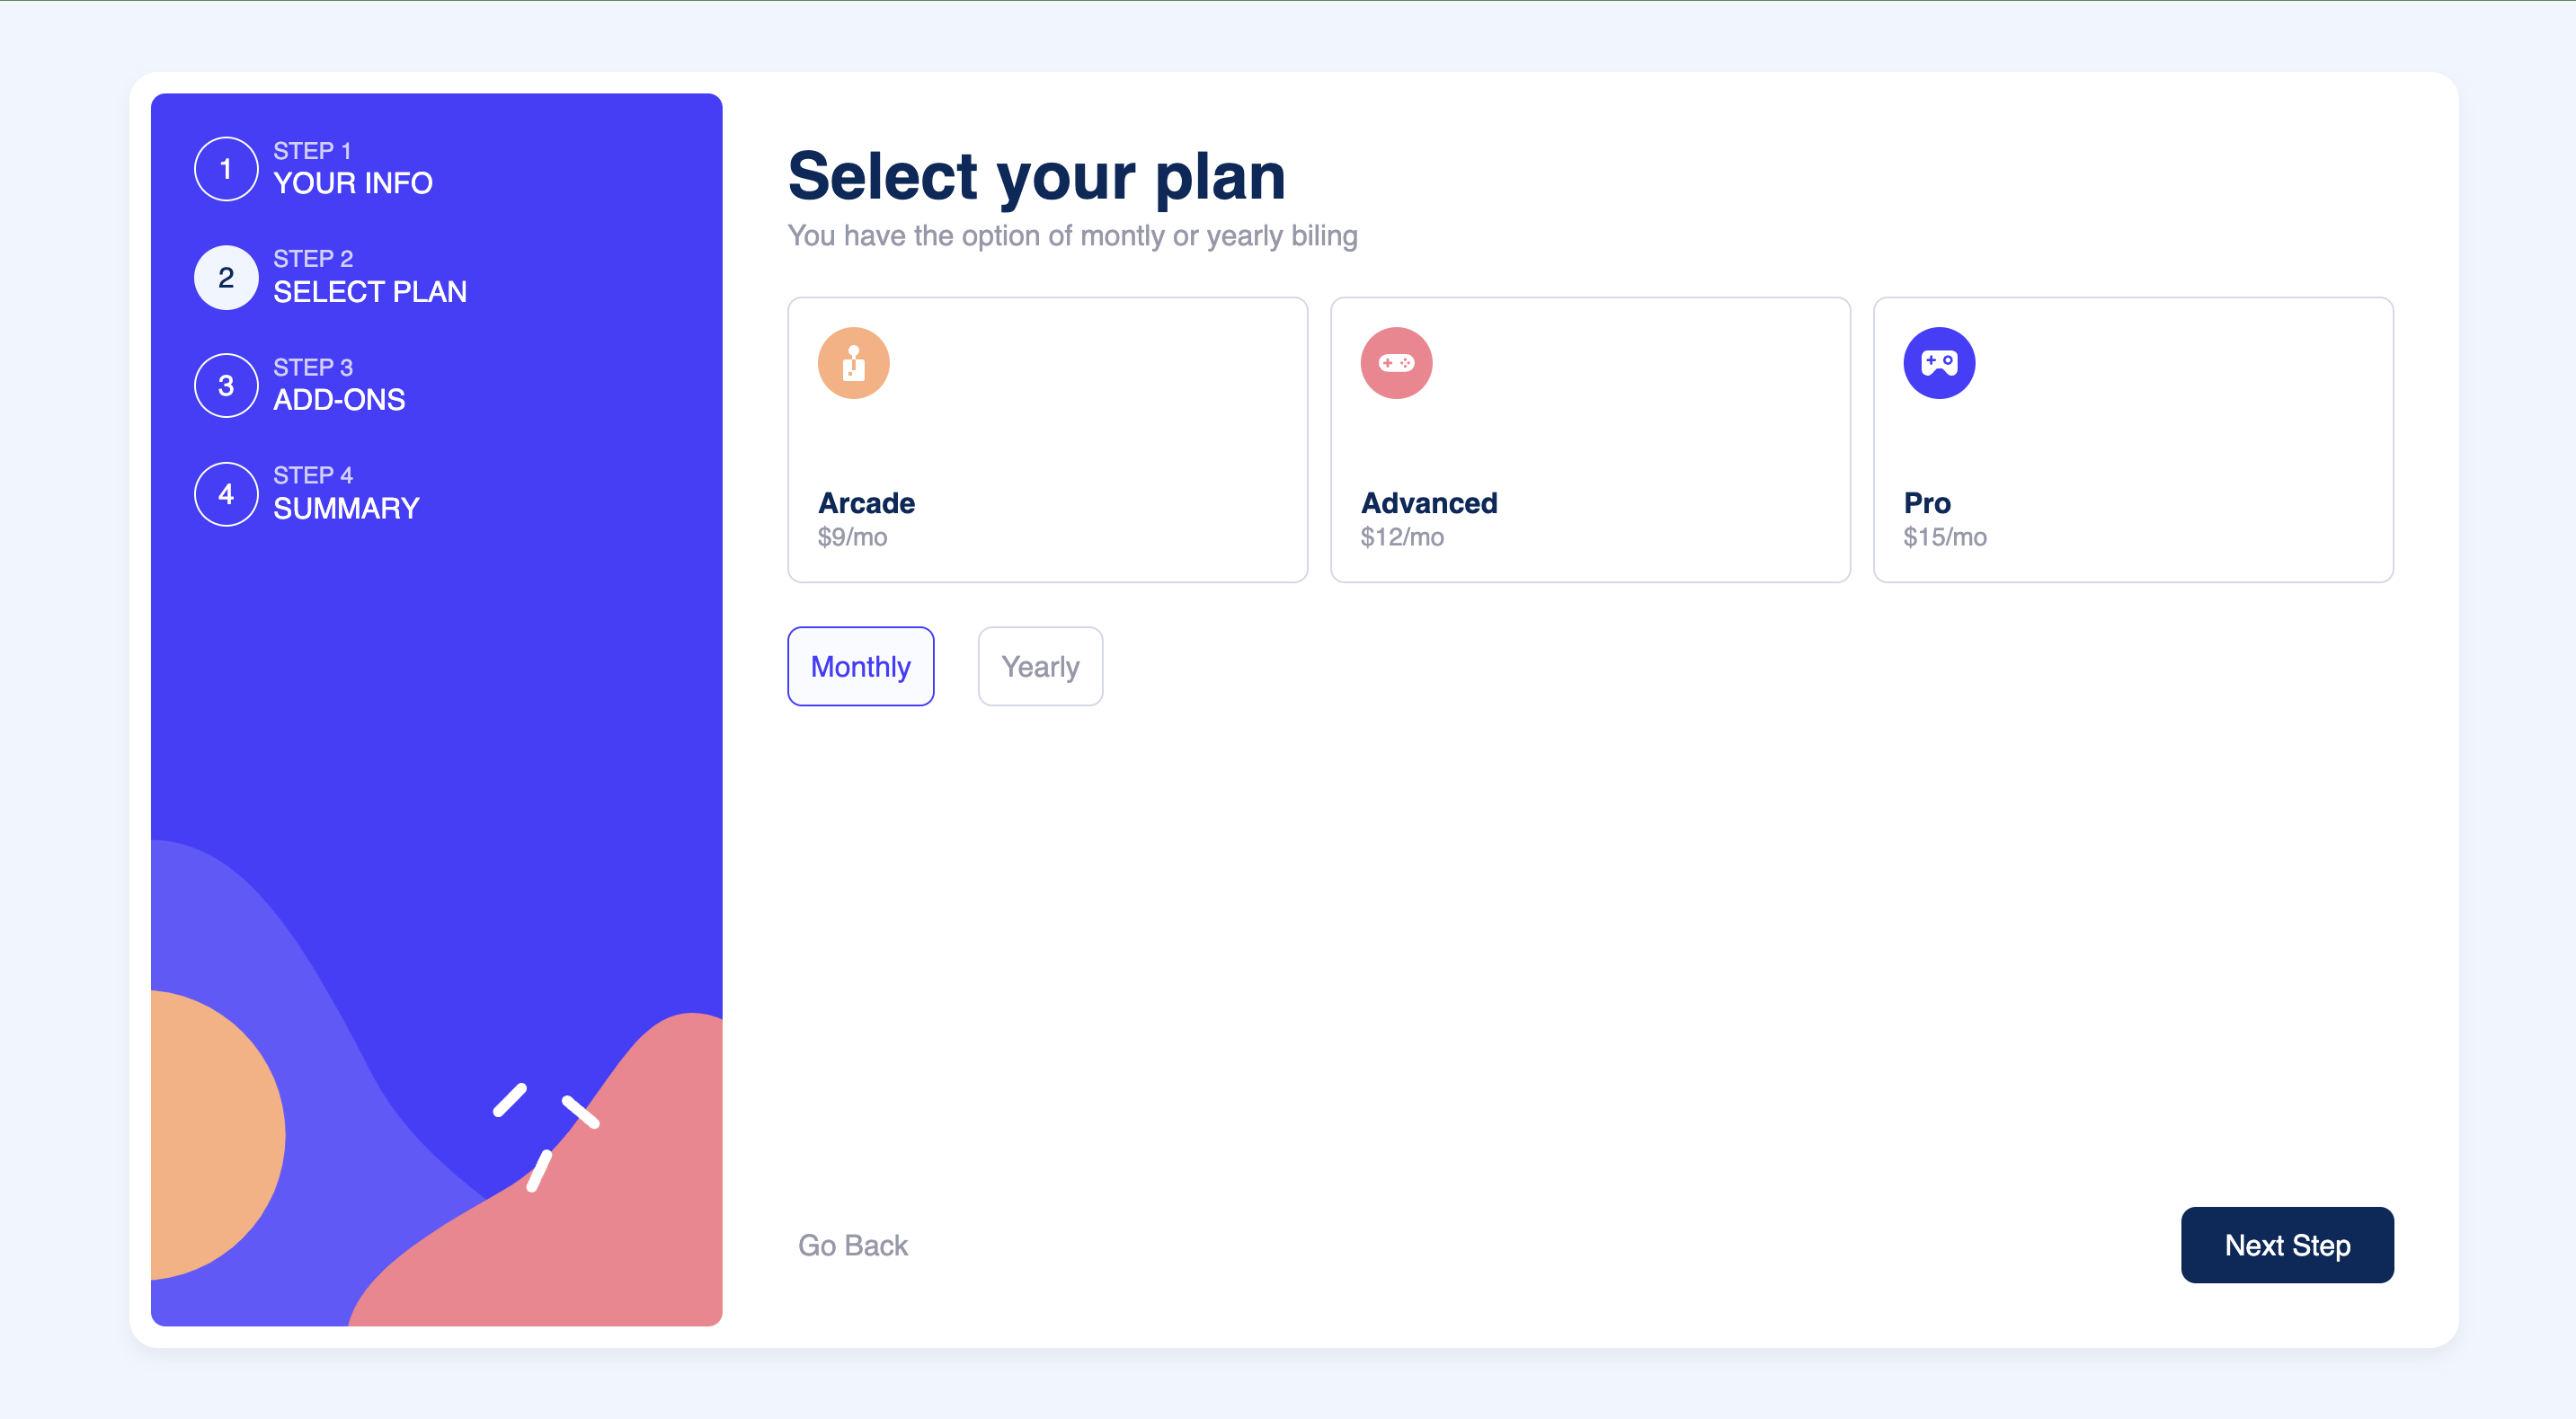 1
STEP 1
YOUR INFO
2
STEP 2
SELECT PLAN
3
STEP 3
ADD-ONS
4
STEP 4
SUMMARY
Select your plan
You have the option of montly or yearly biling
Arcade
$9/mo
Advanced
$12/mo
Pro
$15/mo
Monthly
Yearly
Go Back
Next Step